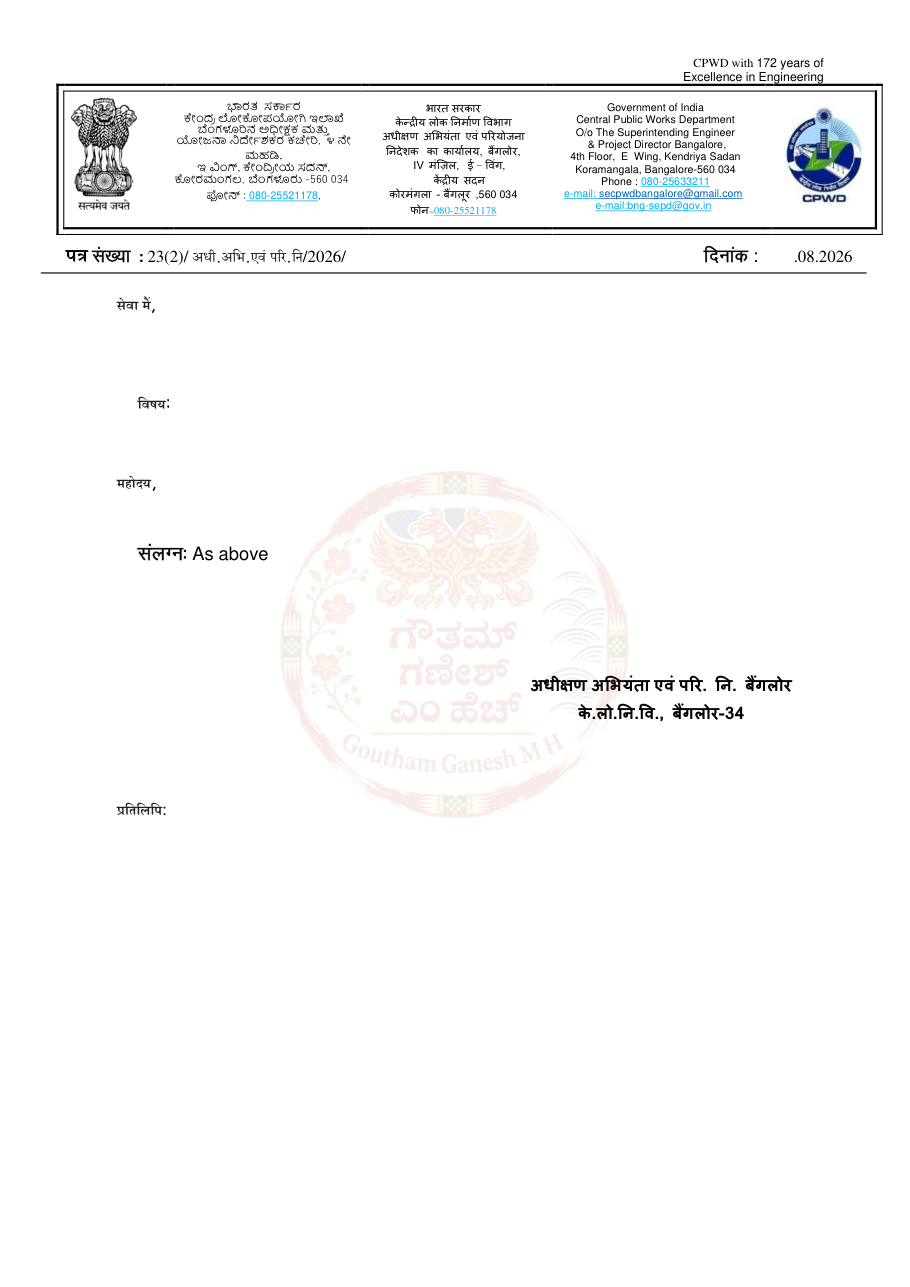 CPWD with 172 years of
Excellence in Engineering
सत्यमेव जयते
ಭಾರತ ಸರ್ಕಾರ
ಕೇಂದ್ರ ಲೋಕೋಪಯೋಗಿ ಇಲಾಖೆ
ಬೆಂಗಳೂರಿನ ಅಧೀಕ್ಷಕ ಮತ್ತು
ಯೋಜನಾ ನಿರ್ದೇಶಕರ ಕಚೇರಿ, ೪ ನೇ
ಮಹಡಿ,
ಇ ವಿಂಗ್, ಕೇಂದ್ರೀಯ ಸದನ್,
ಕೋರಮಂಗಲ, ಬೆಂಗಳೂರು -560 034
ಫೋನ್ : 080-25521178,
भारत सरकार
केन्द्रीय लोक निर्माण विभाग
अधीक्षण अभियंता एवं परियोजना
निदेशक का कार्यालय, बैंगलोर,
IV मंज़िल, ई – विंग,
केंद्रीय सदन
कोरमंगला - बैंगलूर ,560 034
फोन–080-25521178
Government of India
Central Public Works Department
O/o The Superintending Engineer
& Project Director Bangalore,
4th Floor, E Wing, Kendriya Sadan
Koramangala, Bangalore-560 034
Phone : 080-25633211
e-mail: secpwdbangalore@gmail.com
e-mail:bng-sepd@gov.in
CPWD
पत्र संख्या : 23(2)/ अधी.अभि.एवं परि.नि/2026/ दिनांक : .08.2026
सेवा में,
विषय:
महोदय,
संलग्नः As above
ಗೌತಮ್
ಗಣೇಶ್
ಎಂ ಹೆಚ್
Goutham Ganesh M H
अधीक्षण अभियंता एवं परि. नि. बैंगलोर
के.लो.नि.वि., बैंगलोर-34
प्रतिलिपि: